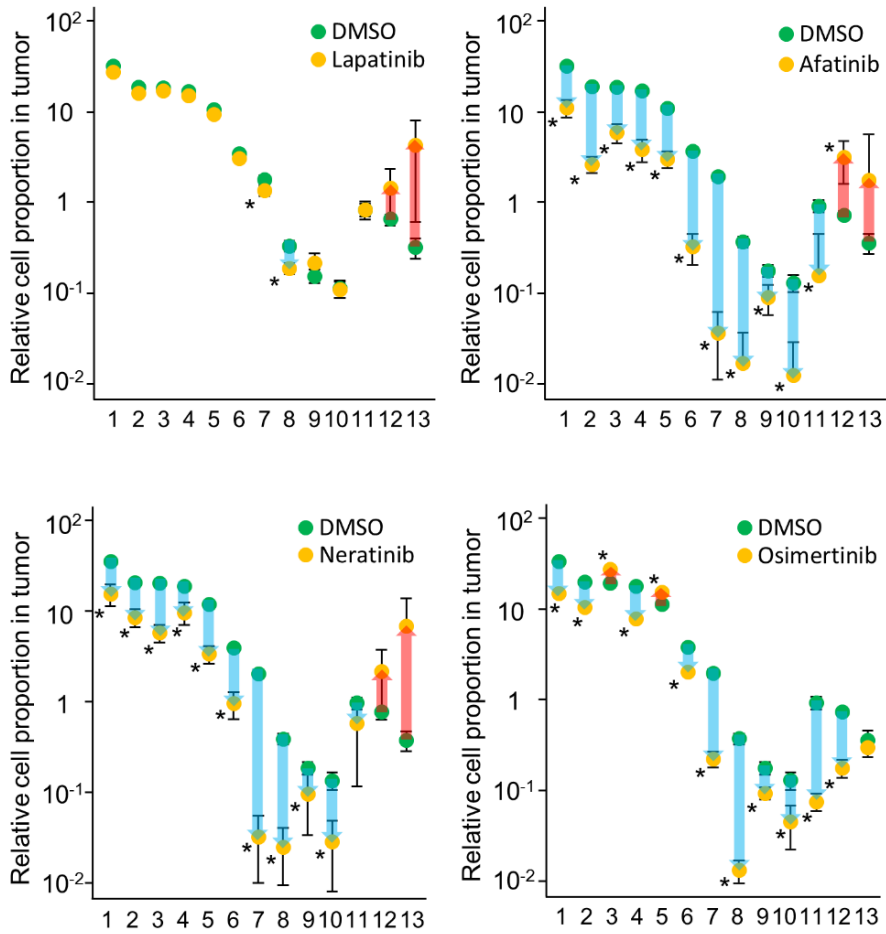 Relative cell proportion in tumor
10²
10
1
10⁻¹
10⁻²
DMSO
Lapatinib
*
*
1 2 3 4 5 6 7 8 9 10 11 12 13
Relative cell proportion in tumor
10²
10
1
10⁻¹
10⁻²
DMSO
Afatinib
* * * * * * * * * * * *
1 2 3 4 5 6 7 8 9 10 11 12 13
Relative cell proportion in tumor
10²
10
1
10⁻¹
10⁻²
DMSO
Neratinib
* * * * * * * * * *
1 2 3 4 5 6 7 8 9 10 11 12 13
Relative cell proportion in tumor
10²
10
1
10⁻¹
10⁻²
DMSO
Osimertinib
* * * * * * * * * * * *
1 2 3 4 5 6 7 8 9 10 11 12 13